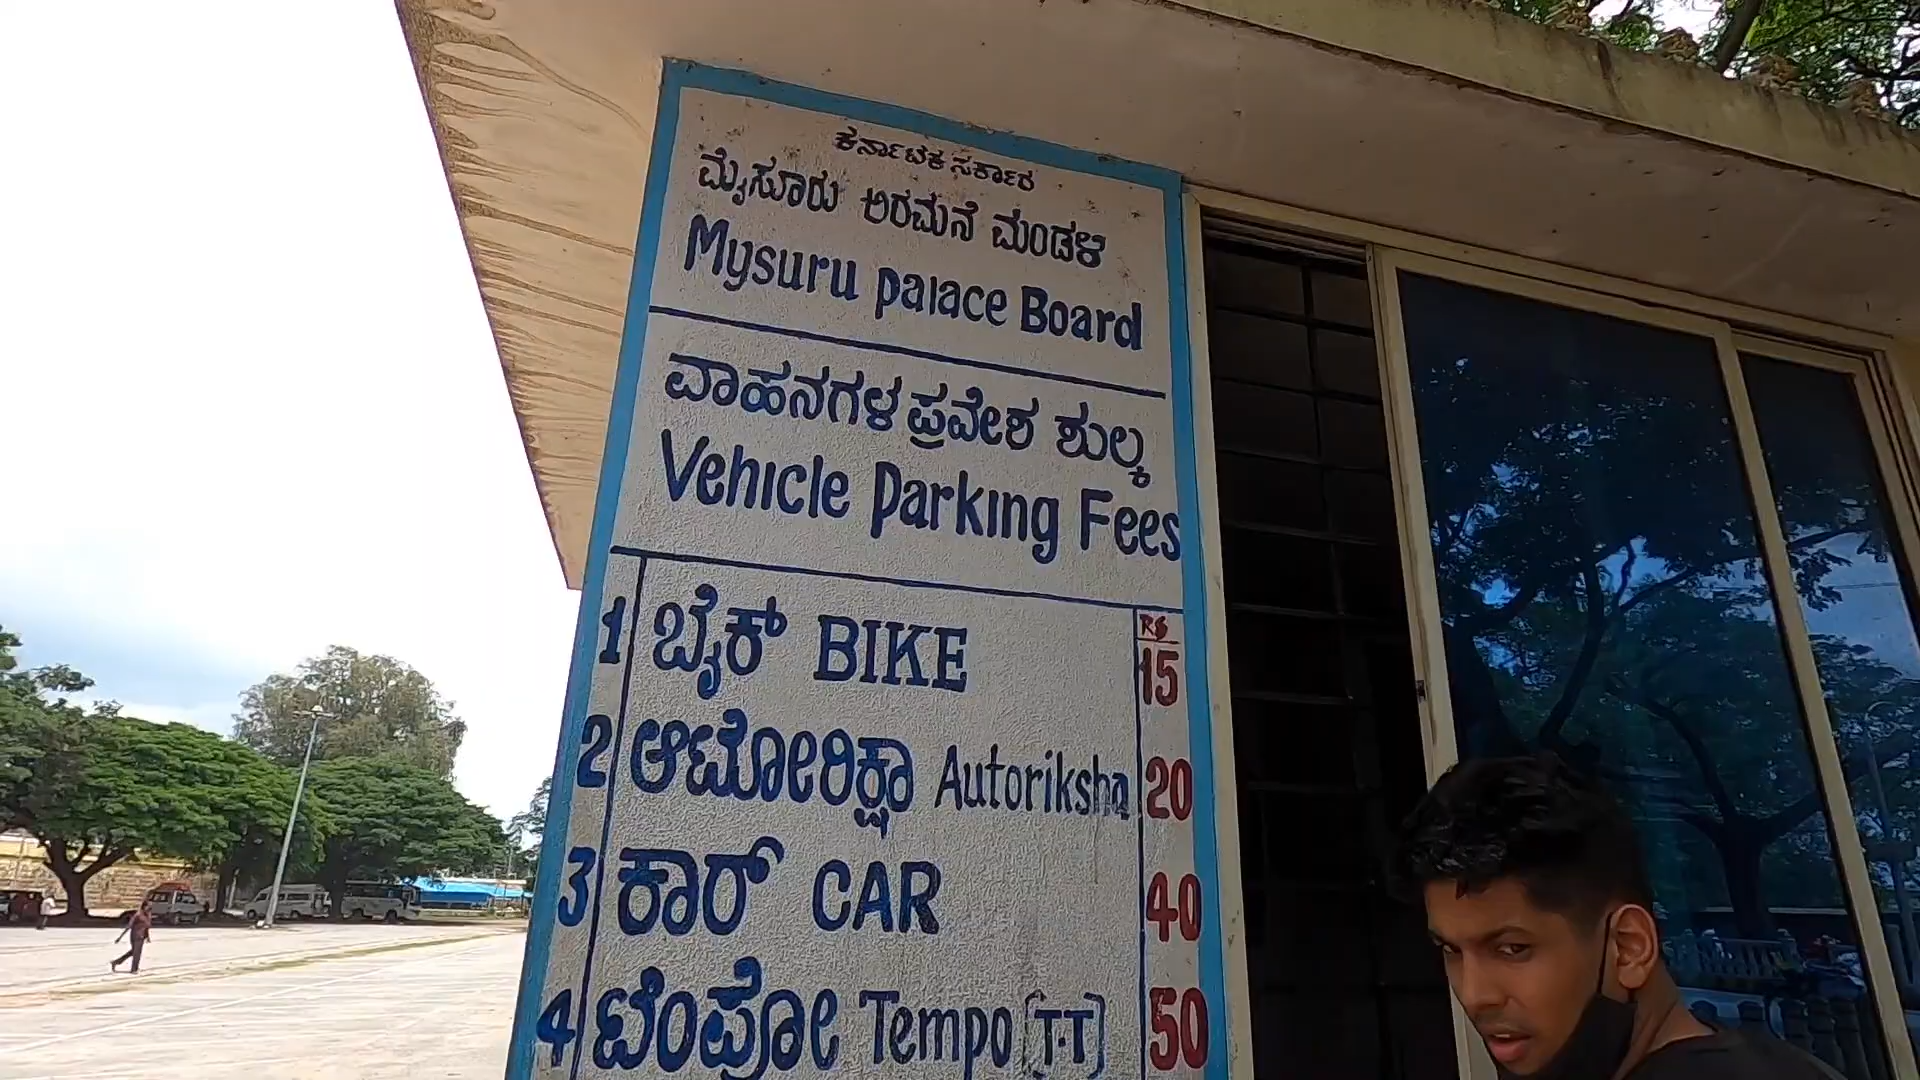 ಕರ್ನಾಟಕ ಸರ್ಕಾರ
ಮೈಸೂರು ಅರಮನೆ ಮಂಡಳಿ
Mysuru Palace Board
ವಾಹನಗಳ ಪ್ರವೇಶ ಶುಲ್ಕ
Vehicle Parking Fees
RS
1 ಬೈಕ್ BIKE 15
2 ಆಟೋರಿಕ್ಷಾ Autoriksha 20
3 ಕಾರ್ CAR 40
4 ಟೆಂಪೋ Tempo [T.T] 50